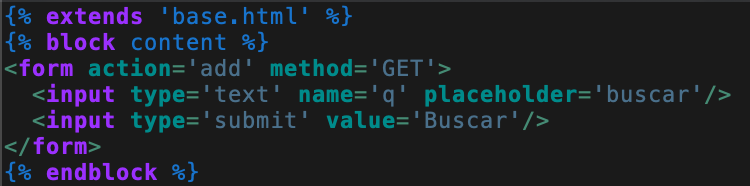 {% extends 'base.html' %}
{% block content %}
<form action='add' method='GET'>
  <input type='text' name='q' placeholder='buscar'/>
  <input type='submit' value='Buscar'/>
</form>
{% endblock %}